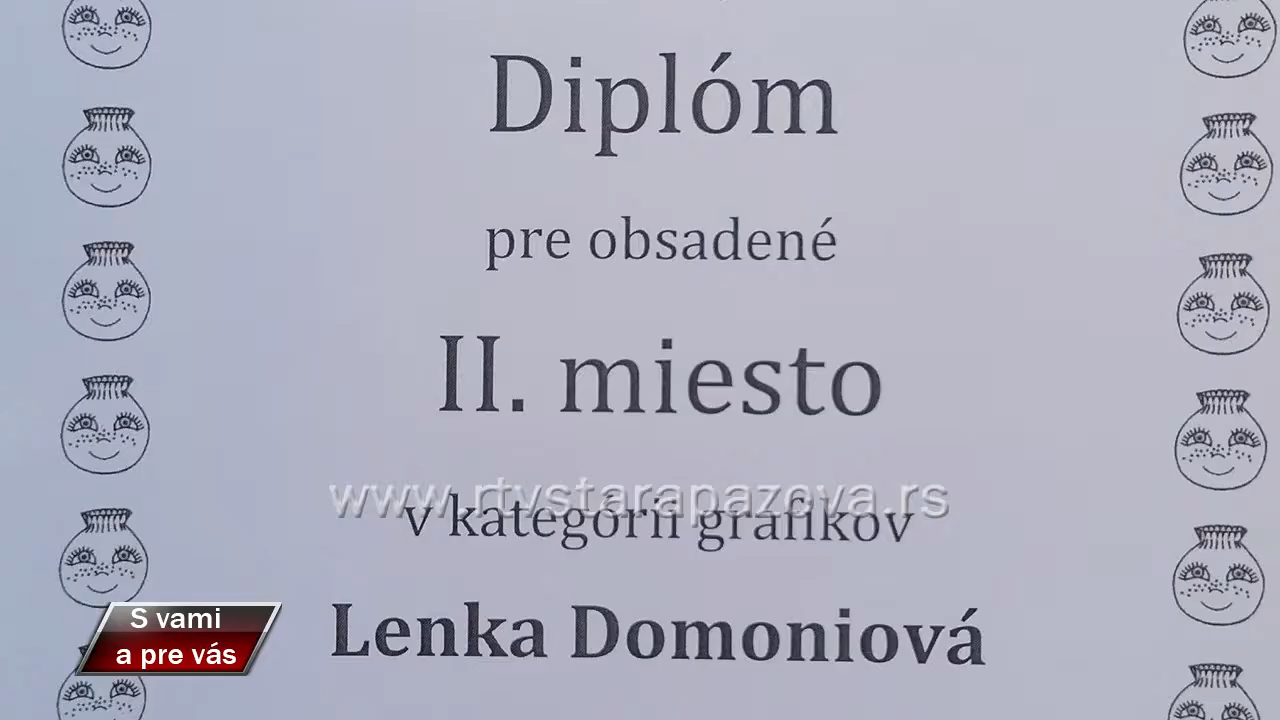 Diplóm
pre obsadené
II. miesto
www.rtvstarapazova.rs
v kategórii grafikov
Lenka Domoniová
S vami
a pre vás